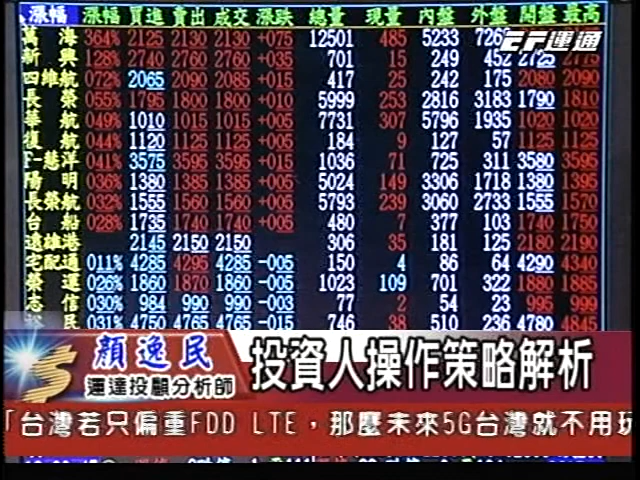 漲幅 漲幅 買進 賣出 成交 漲跌 總量 現量 內盤 外盤 開盤 最高
萬海 364% 2125 2130 2130 +075 12501 485 5233 726
EF運通
新興 128% 2740 2760 2760 +035 701 15 249 452 2725 2775
四維航 072% 2065 2090 2085 +015 417 25 242 175 2080 2090
長榮 055% 1795 1800 1800 +010 5999 253 2816 3183 1790 1810
華航 049% 1010 1015 1015 +005 7731 307 5796 1935 1020 1020
復航 044% 1120 1125 1125 +005 184 9 127 57 1125 1125
F-慧洋 041% 3575 3595 3595 +015 1036 71 725 311 3580 3595
陽明 036% 1380 1385 1385 +005 5024 149 3306 1718 1380 1395
長榮航 032% 1555 1560 1560 +005 5793 239 3060 2733 1555 1570
台船 028% 1735 1740 1740 +005 480 7 377 103 1740 1750
遠雄港 2145 2150 2150 306 35 181 125 2180 2190
宅配通 011% 4285 4295 4285 -005 150 4 86 64 4290 4340
榮運 026% 1860 1870 1860 -005 1023 109 701 322 1880 1885
志信 030% 984 990 990 -003 77 2 54 23 995 999
民 031% 4750 4765 4765 -015 746 38 510 236 4780 4845
顏逸民
運達投顧分析師
投資人操作策略解析
「台灣若只偏重FDD LTE，那麼未來5G台灣就不用玩